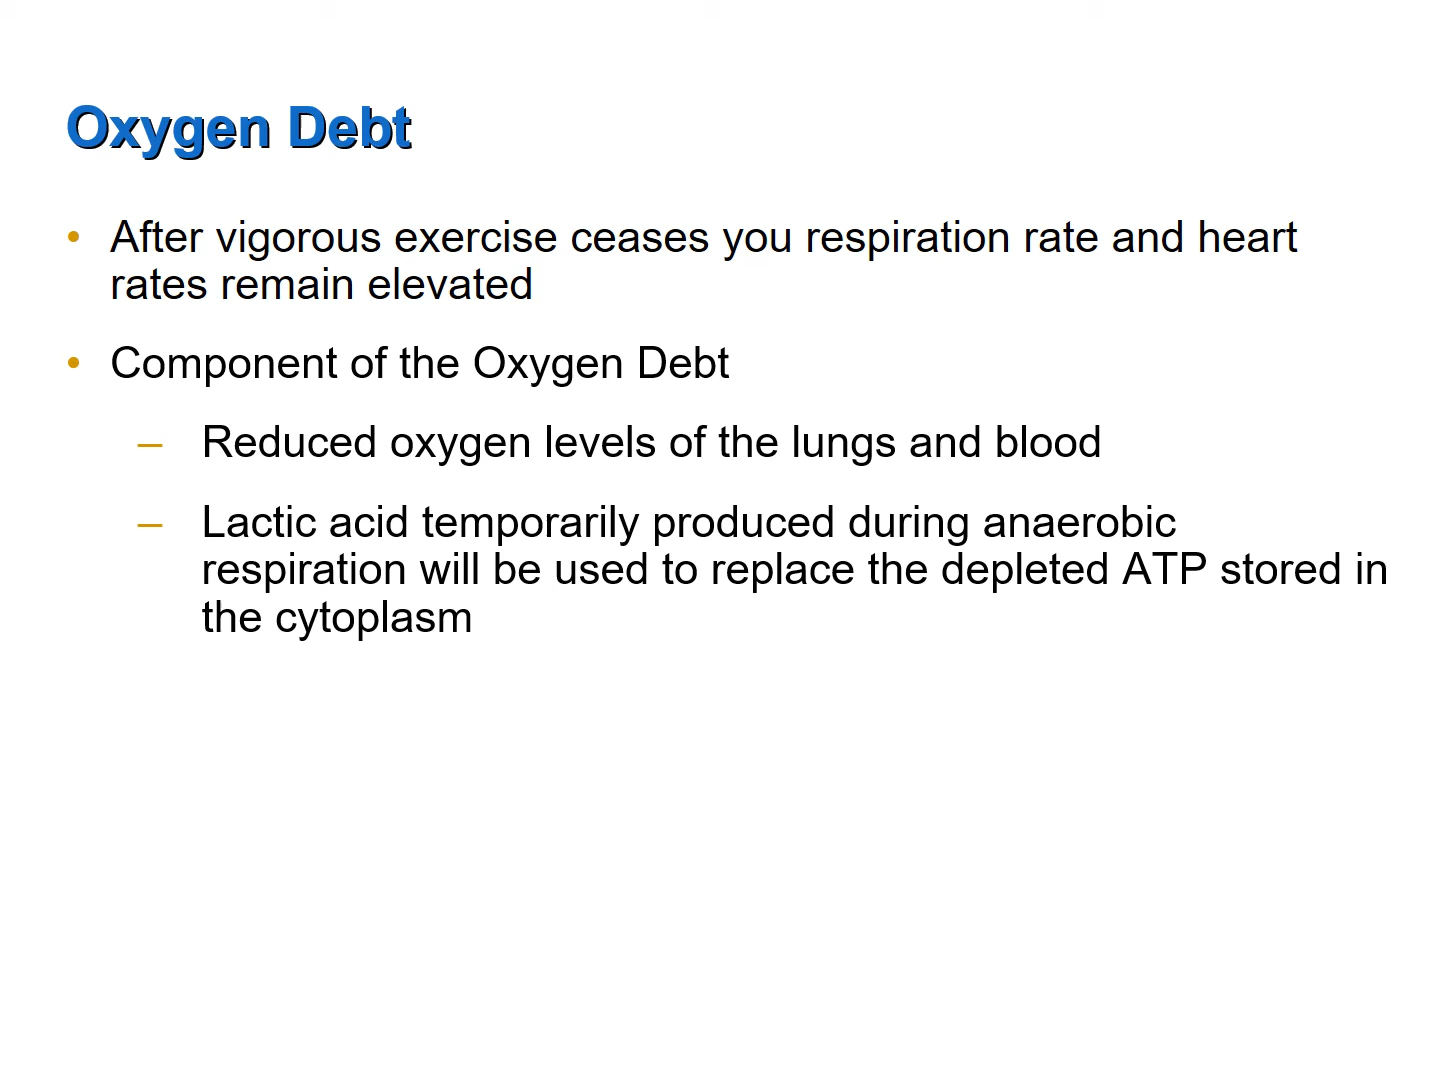 Oxygen Debt
• After vigorous exercise ceases you respiration rate and heart
rates remain elevated
• Component of the Oxygen Debt
– Reduced oxygen levels of the lungs and blood
– Lactic acid temporarily produced during anaerobic
respiration will be used to replace the depleted ATP stored in
the cytoplasm